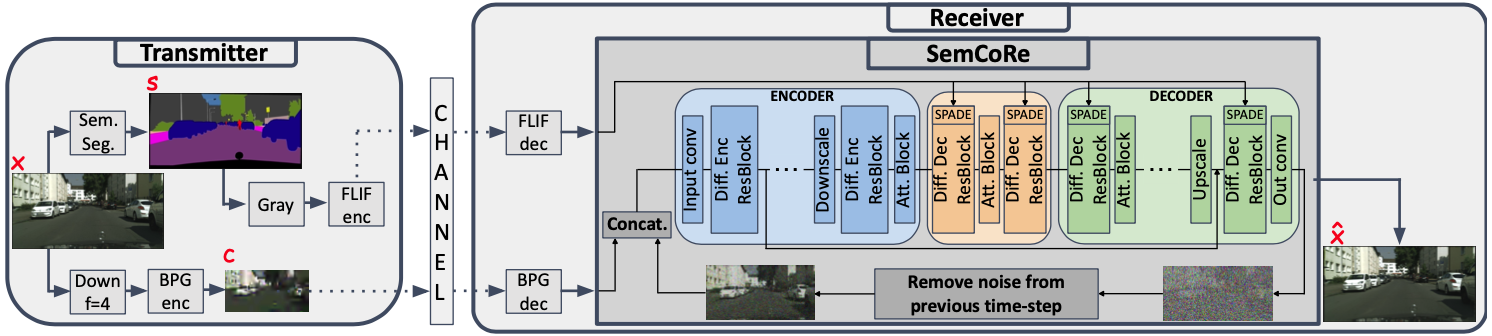 Transmitter
S
Sem.
Seg.
X
Gray
FLIF
enc
Down
f=4
BPG
enc
C
CHANNEL
Receiver
SemCoRe
FLIF
dec
BPG
dec
Concat.
ENCODER
Input conv
Diff. Enc
ResBlock
...
Downscale
Diff. Enc
ResBlock
Att. Block
SPADE
Diff. Dec
ResBlock
Att. Block
SPADE
Diff. Dec
ResBlock
DECODER
SPADE
Diff. Dec
ResBlock
Att. Block
...
Upscale
SPADE
Diff. Dec
ResBlock
Out conv
Remove noise from
previous time-step
X̂